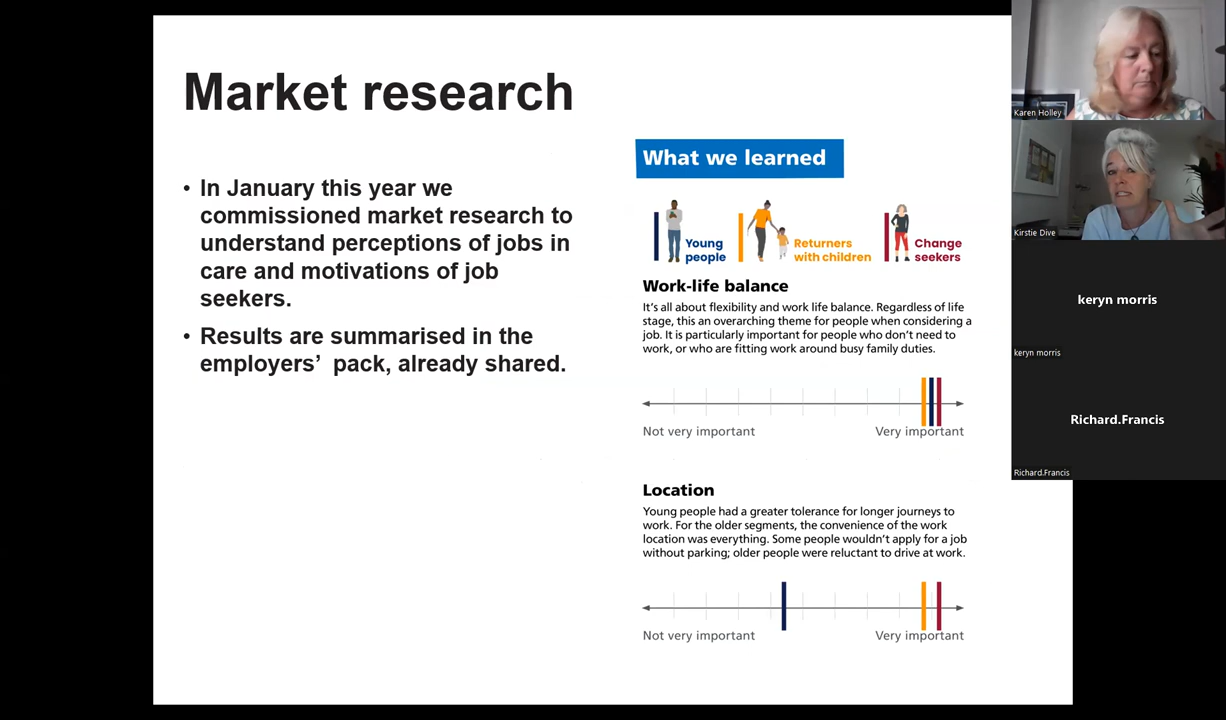 Market research
• In January this year we
commissioned market research to
understand perceptions of jobs in
care and motivations of job
seekers.
• Results are summarised in the
employers’  pack, already shared.
What we learned
Young
people
Returners
with children
Change
seekers
Work-life balance
It’s all about flexibility and work life balance. Regardless of life
stage, this an overarching theme for people when considering a
job. It is particularly important for people who don’t need to
work, or who are fitting work around busy family duties.
Not very important
Very important
Location
Young people had a greater tolerance for longer journeys to
work. For the older segments, the convenience of the work
location was everything. Some people wouldn’t apply for a job
without parking; older people were reluctant to drive at work.
Not very important
Very important
Karen Holley
Kirstie Dive
keryn morris
keryn morris
Richard.Francis
Richard.Francis